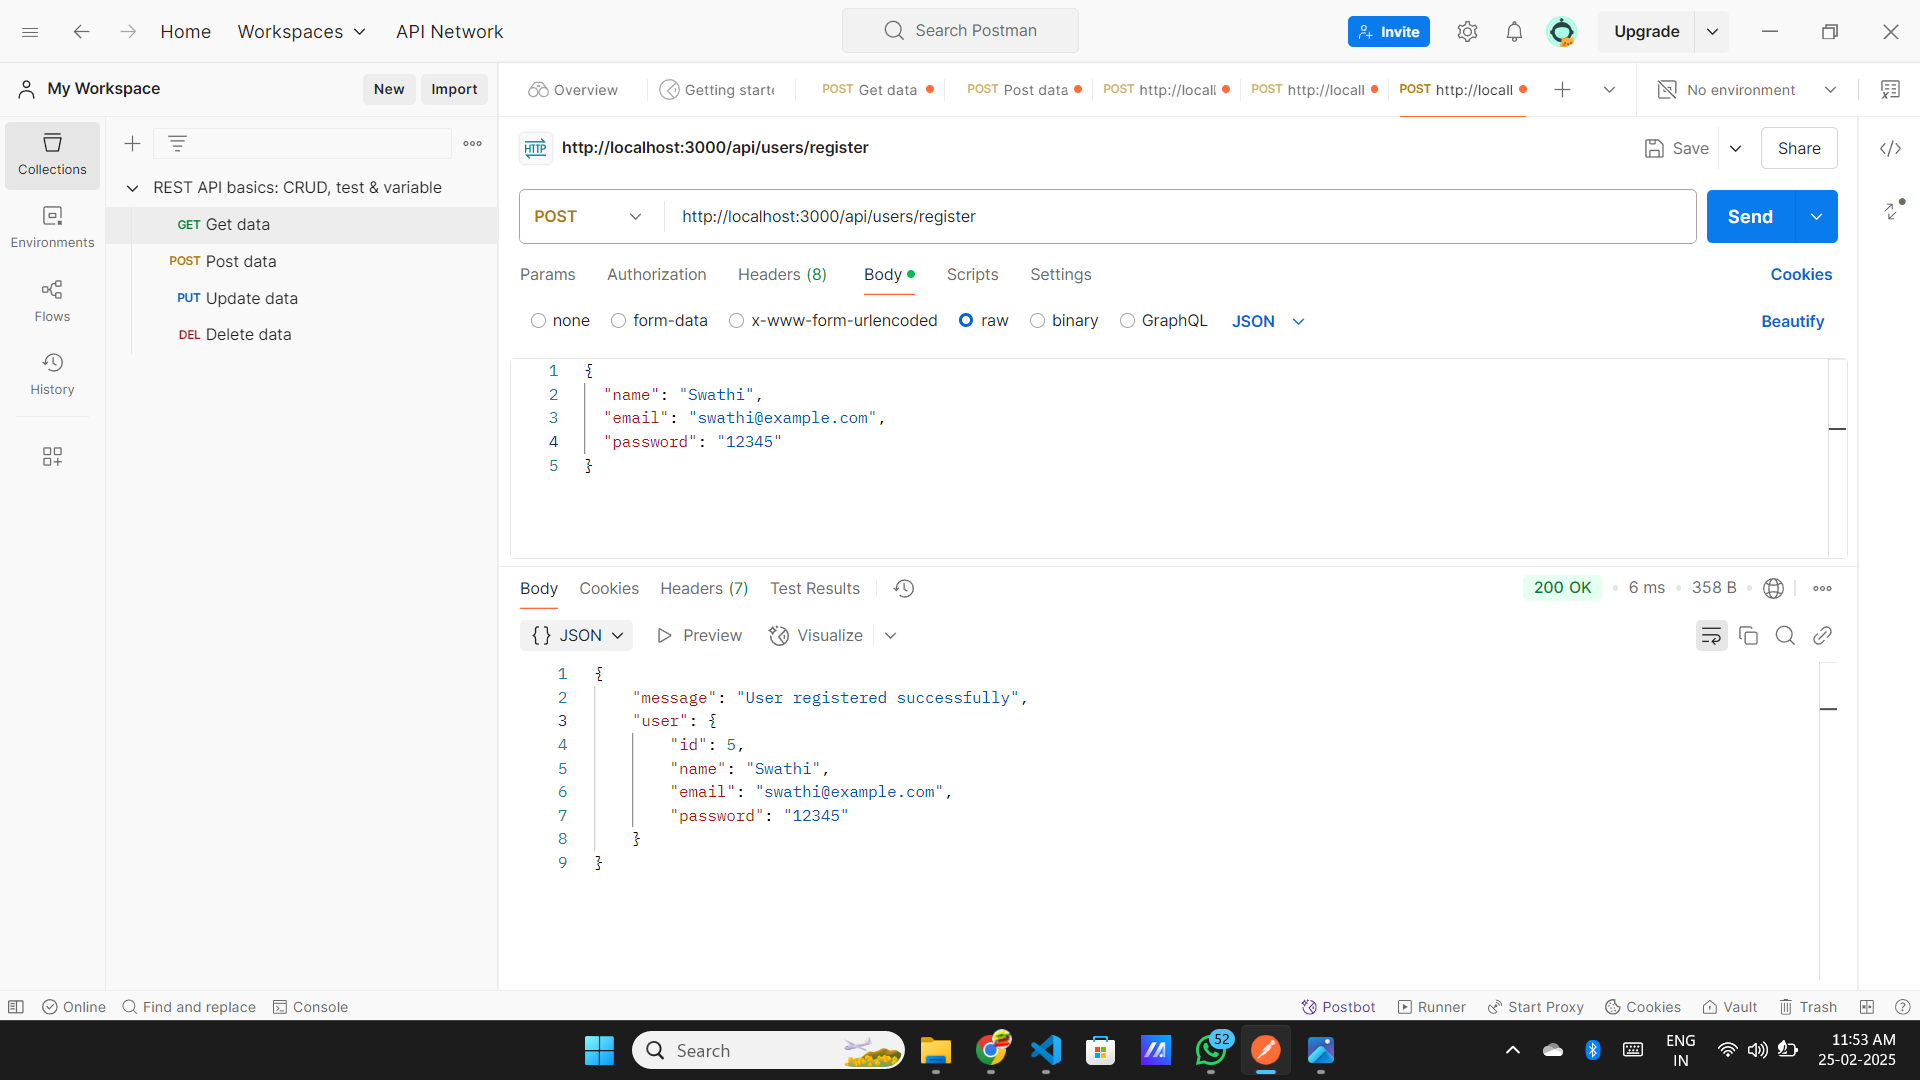 Home Workspaces API Network Search Postman Invite Upgrade
My Workspace New Import
Overview Getting starte POST Get data POST Post data POST http://locall POST http://locall POST http://locall No environment
Collections
Environments
Flows
History
REST API basics: CRUD, test & variable
GET Get data
POST Post data
PUT Update data
DEL Delete data
HTTP http://localhost:3000/api/users/register Save Share
POST http://localhost:3000/api/users/register Send
Params Authorization Headers (8) Body Scripts Settings Cookies
none form-data x-www-form-urlencoded raw binary GraphQL JSON Beautify
1 {
2 "name": "Swathi",
3 "email": "swathi@example.com",
4 "password": "12345"
5 }
Body Cookies Headers (7) Test Results 200 OK 6 ms 358 B
{} JSON Preview Visualize
1 {
2 "message": "User registered successfully",
3 "user": {
4 "id": 5,
5 "name": "Swathi",
6 "email": "swathi@example.com",
7 "password": "12345"
8 }
9 }
Online Find and replace Console Postbot Runner Start Proxy Cookies Vault Trash
Search 52 ENG 11:53 AM
IN 25-02-2025